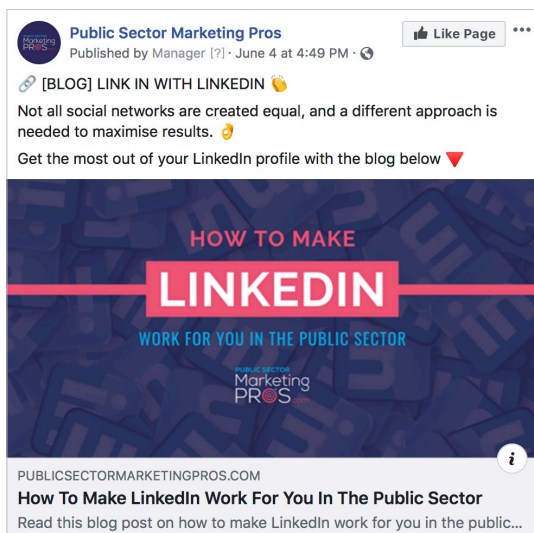 PUBLIC SECTOR
Marketing
PROS
Public Sector Marketing Pros
Like Page
Published by Manager [?] · June 4 at 4:49 PM ·
[BLOG] LINK IN WITH LINKEDIN
Not all social networks are created equal, and a different approach is
needed to maximise results.
Get the most out of your LinkedIn profile with the blog below
HOW TO MAKE
LINKEDIN
WORK FOR YOU IN THE PUBLIC SECTOR
PUBLIC SECTOR
Marketing
PROS.com
i
PUBLICSECTORMARKETINGPROS.COM
How To Make LinkedIn Work For You In The Public Sector
Read this blog post on how to make LinkedIn work for you in the public...